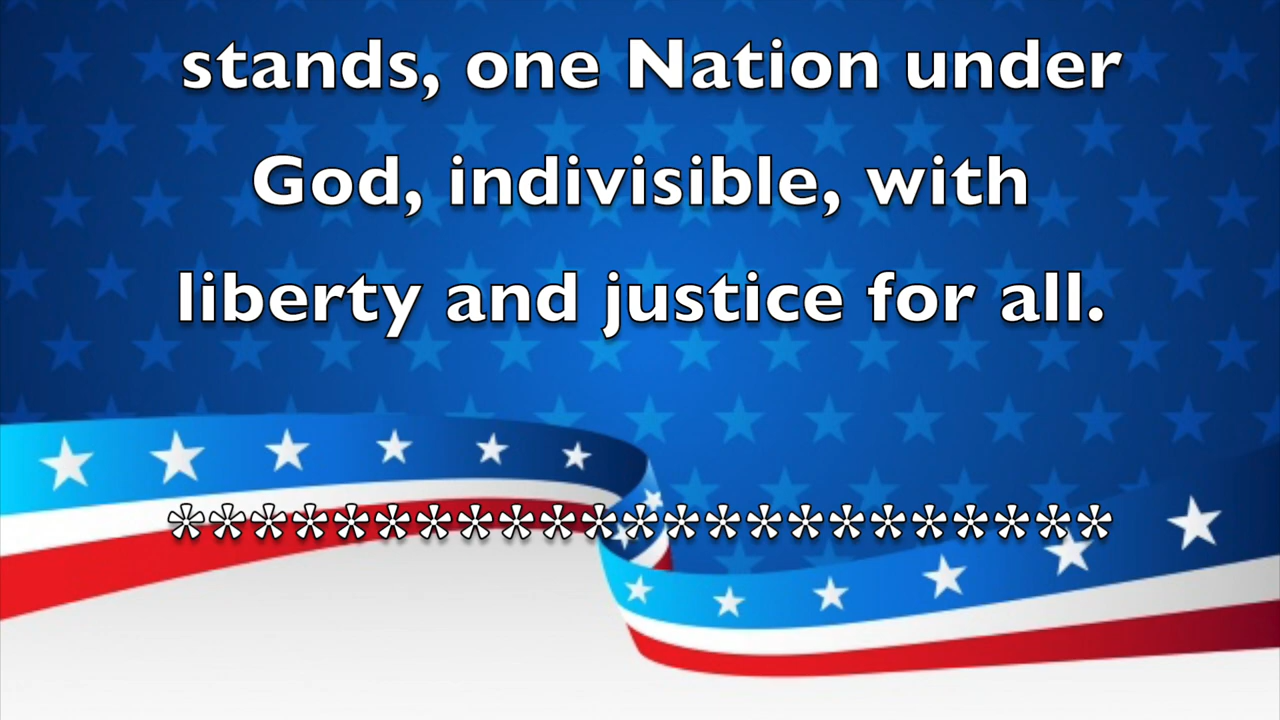 stands, one Nation under
God, indivisible, with
liberty and justice for all.
***********************